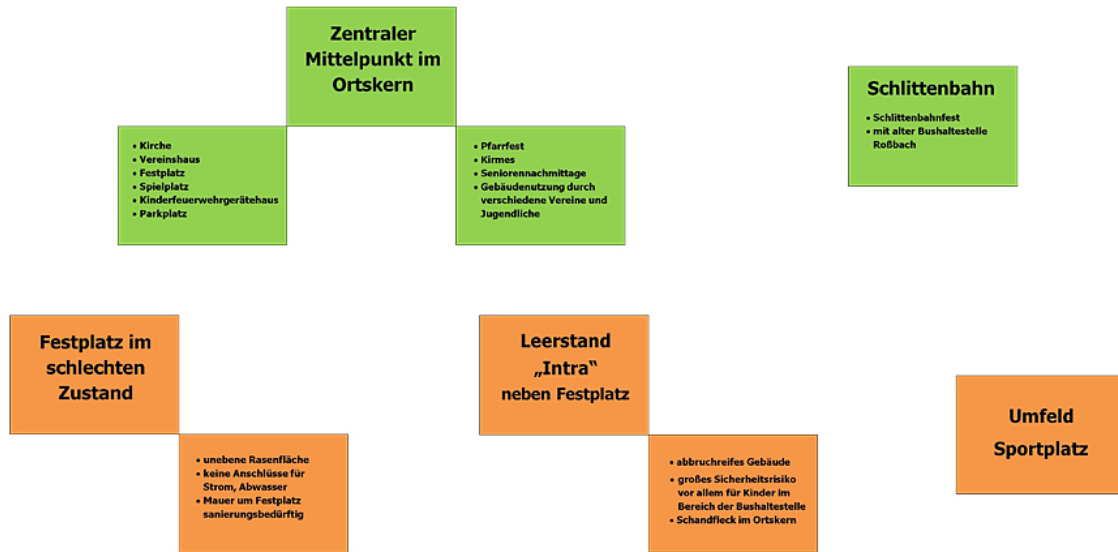 Zentraler
Mittelpunkt im
Ortskern
• Kirche
• Vereinshaus
• Festplatz
• Spielplatz
• Kinderfeuerwehrgerätehaus
• Parkplatz
• Pfarrfest
• Kirmes
• Seniorennachmittage
• Gebäudenutzung durch
verschiedene Vereine und
Jugendliche
Schlittenbahn
• Schlittenbahnfest
• mit alter Bushaltestelle
Roßbach
Festplatz im
schlechten
Zustand
• unebene Rasenfläche
• keine Anschlüsse für
Strom, Abwasser
• Mauer um Festplatz
sanierungsbedürftig
Leerstand
„Intra“
neben Festplatz
• abbruchreifes Gebäude
• großes Sicherheitsrisiko
vor allem für Kinder im
Bereich der Bushaltestelle
• Schandfleck im Ortskern
Umfeld
Sportplatz